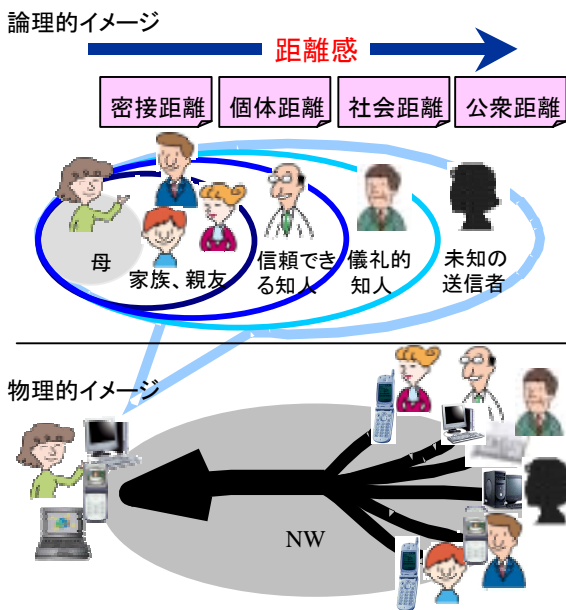 論理的イメージ
距離感
密接距離 個体距離 社会距離 公衆距離
母
家族、親友
信頼でき
る知人
儀礼的
知人
未知の
送信者
物理的イメージ
NW